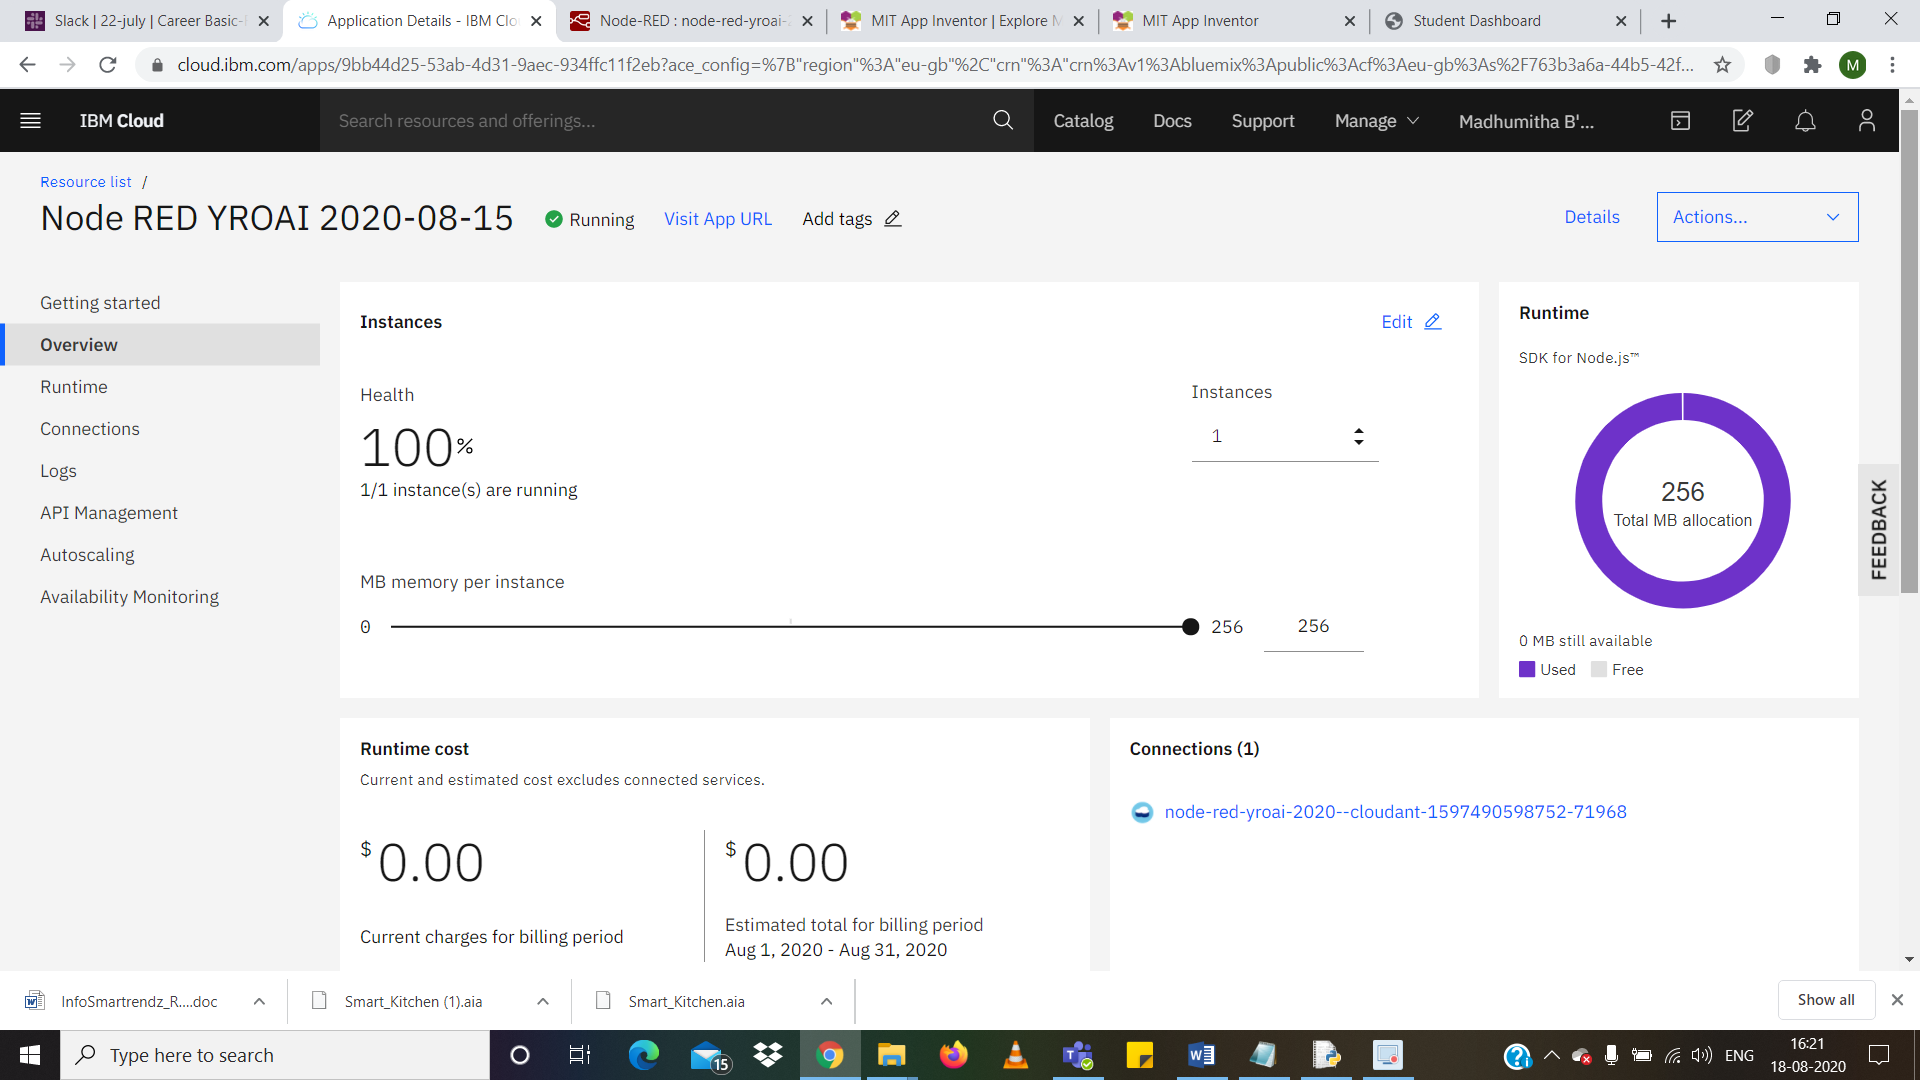 Slack | 22-july | Career Basic-
Application Details - IBM Clo
Node-RED : node-red-yroai-2
MIT App Inventor | Explore M
MIT App Inventor
Student Dashboard
cloud.ibm.com/apps/9bb44d25-53ab-4d31-9aec-934ffc11f2eb?ace_config=%7B"region"%3A"eu-gb"%2C"crn"%3A"crn%3Av1%3Abluemix%3Apublic%3Acf%3Aeu-gb%3As%2F763b3a6a-44b5-42f...
M
IBM Cloud
Search resources and offerings...
Catalog
Docs
Support
Manage
Madhumitha B'...
Resource list /
Node RED YROAI 2020-08-15
Running
Visit App URL
Add tags
Details
Actions...
Getting started
Overview
Runtime
Connections
Logs
API Management
Autoscaling
Availability Monitoring
Instances
Edit
Health
100%
1/1 instance(s) are running
Instances
1
MB memory per instance
0
256
256
Runtime
SDK for Node.js™
256
Total MB allocation
0 MB still available
Used
Free
FEEDBACK
Runtime cost
Current and estimated cost excludes connected services.
$0.00
Current charges for billing period
$0.00
Estimated total for billing period
Aug 1, 2020 - Aug 31, 2020
Connections (1)
node-red-yroai-2020--cloudant-1597490598752-71968
InfoSmartrendz_R....doc
Smart_Kitchen (1).aia
Smart_Kitchen.aia
Show all
Type here to search
15
ENG
16:21
18-08-2020